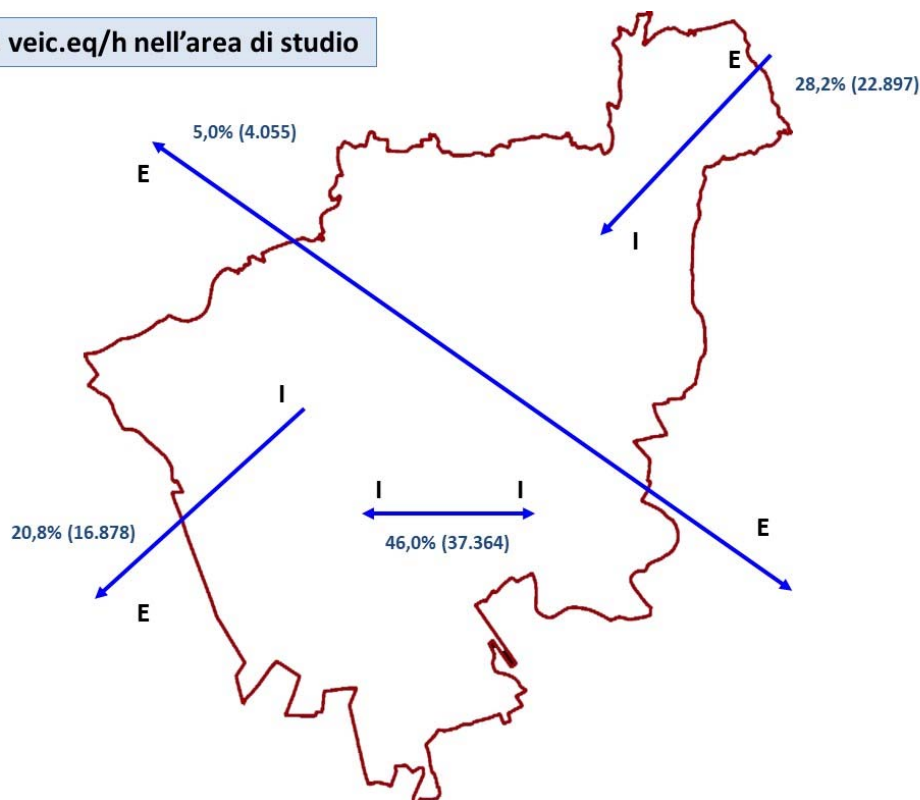 veic.eq/h nell'area di studio
E
28,2% (22.897)
5,0% (4.055)
E
I
I
I
I
20,8% (16.878)
46,0% (37.364)
E
E